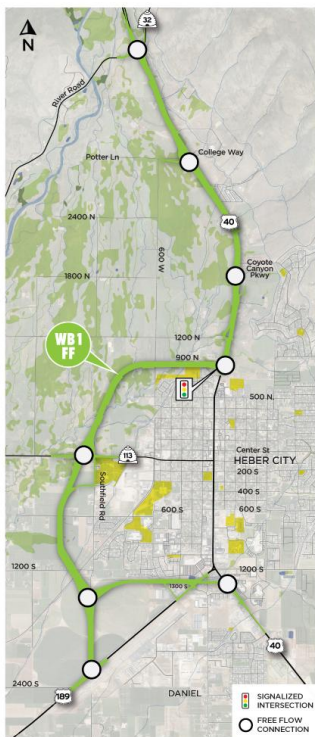 32
N
River Road
College Way
Potter Ln
2400 N
40
600 W
Coyote
Canyon
Pkwy
1800 N
1200 N
WB1
FF
900 N
500 N.
Center St
HEBER CITY
113
200 S
400 S
Southfield Rd
600 S
600 S
1200 S
1200 S
1300 S
40
2400 S
189
DANIEL
SIGNALIZED
INTERSECTION
FREE FLOW
CONNECTION